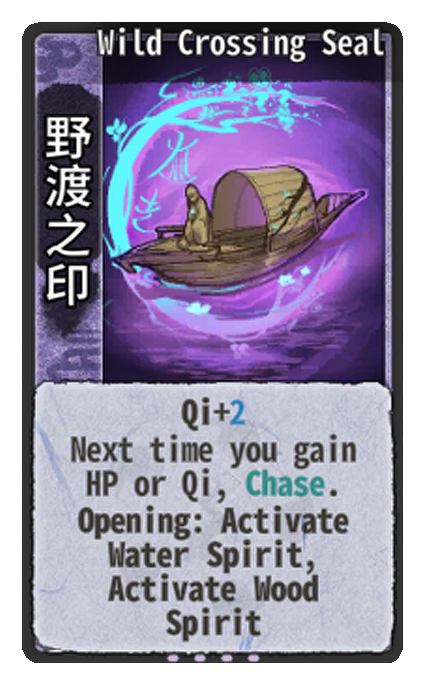 Wild Crossing Seal
野渡之印
Qi+2
Next time you gain
HP or Qi, Chase.
Opening: Activate
Water Spirit,
Activate Wood
Spirit